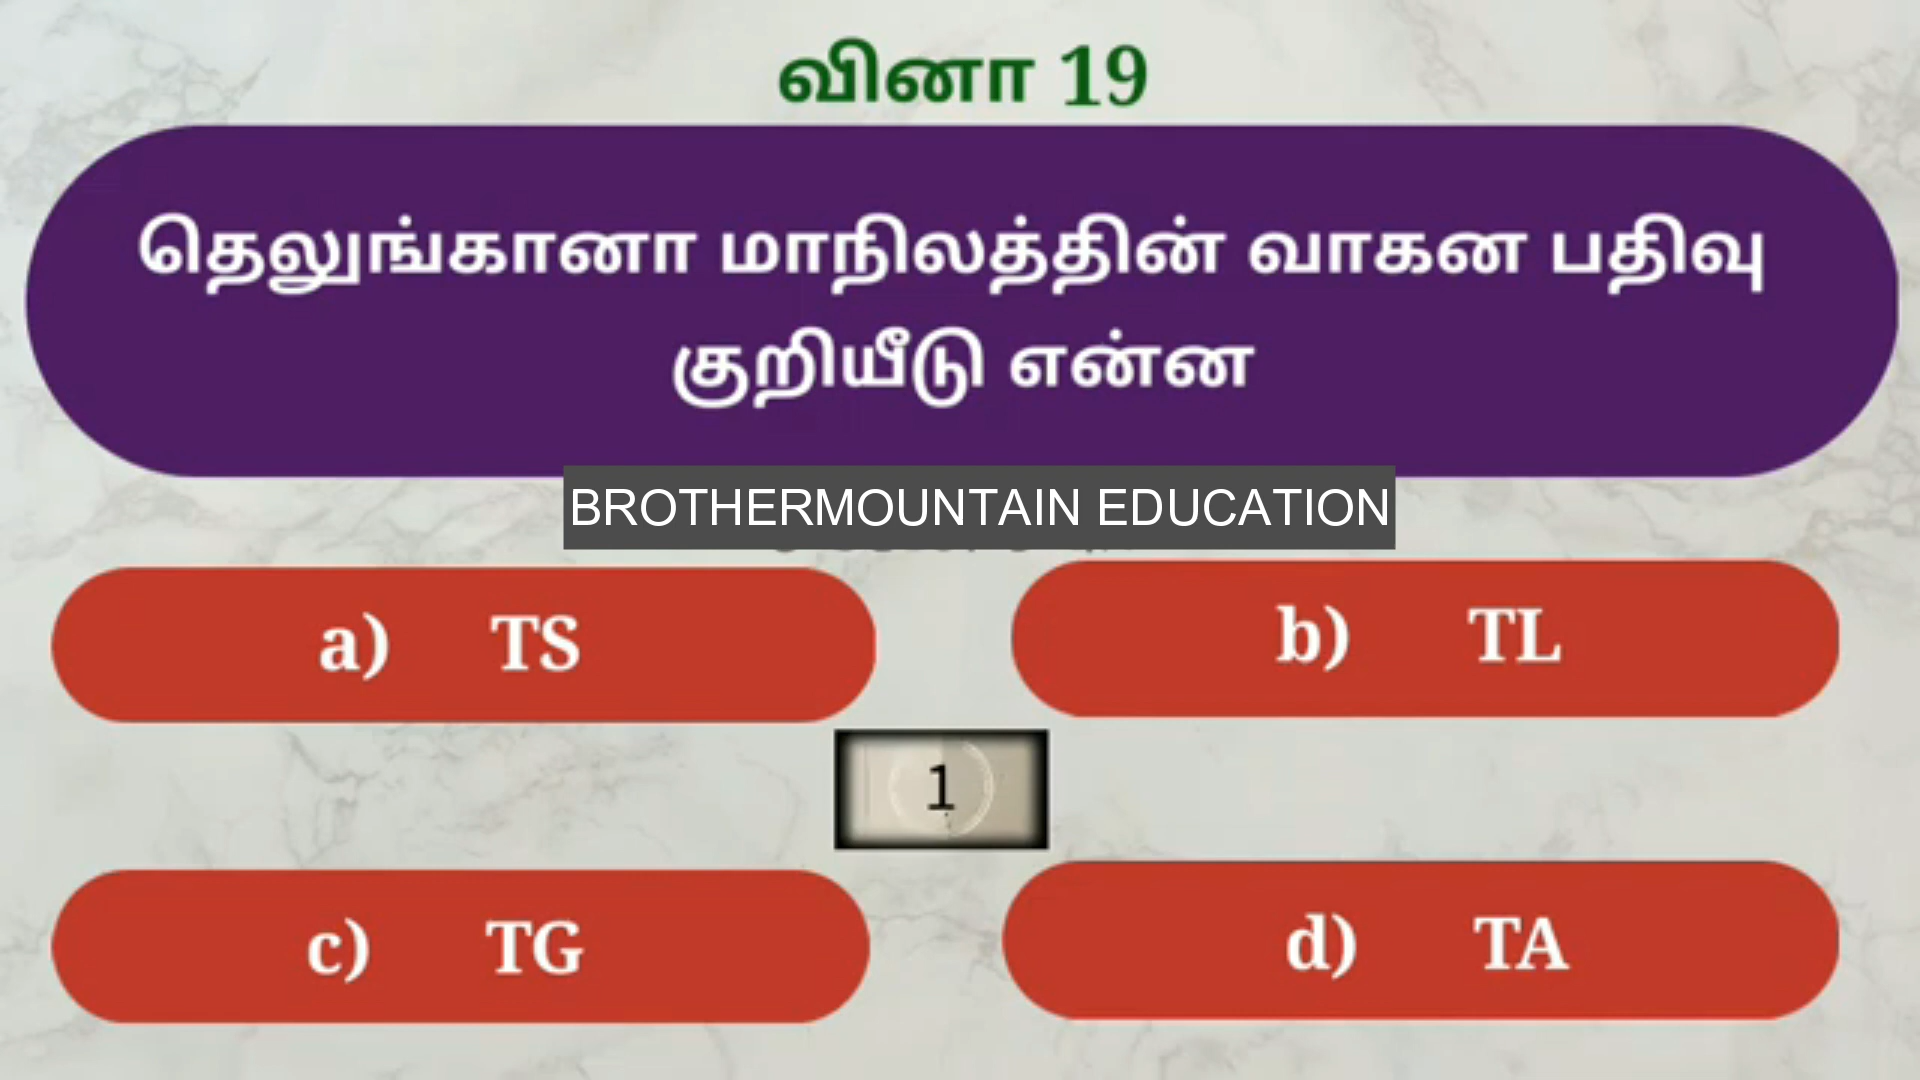 வினா 19
தெலுங்கானா மாநிலத்தின் வாகன பதிவு
குறியீடு என்ன
BROTHERMOUNTAIN EDUCATION
a) TS
b) TL
1
c) TG
d) TA